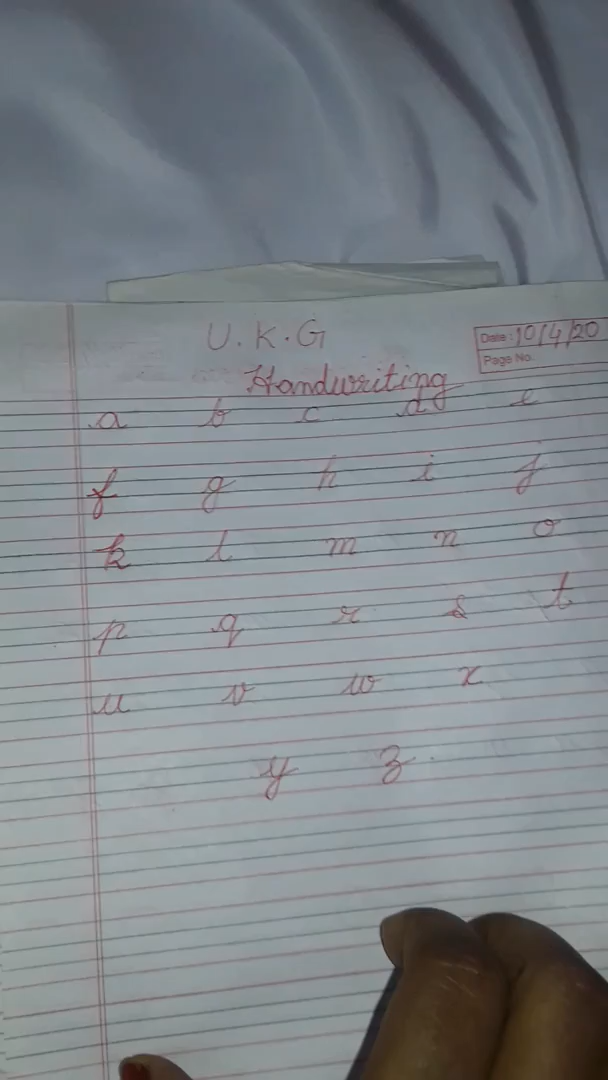 U.K.G
Date: 10/4/20
Page No.
Handwriting
a b c d e
f g h i j
k l m n o
p q r s t
u v w x
y z